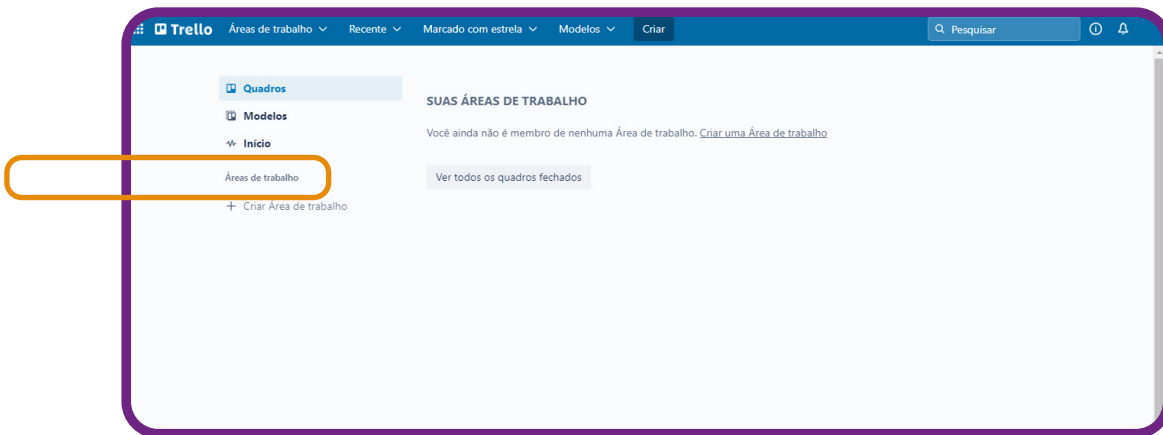 Trello Áreas de trabalho Recente Marcado com estrela Modelos Criar Pesquisar
Quadros
Modelos
Início
Áreas de trabalho
+ Criar Área de trabalho
SUAS ÁREAS DE TRABALHO
Você ainda não é membro de nenhuma Área de trabalho. Criar uma Área de trabalho
Ver todos os quadros fechados